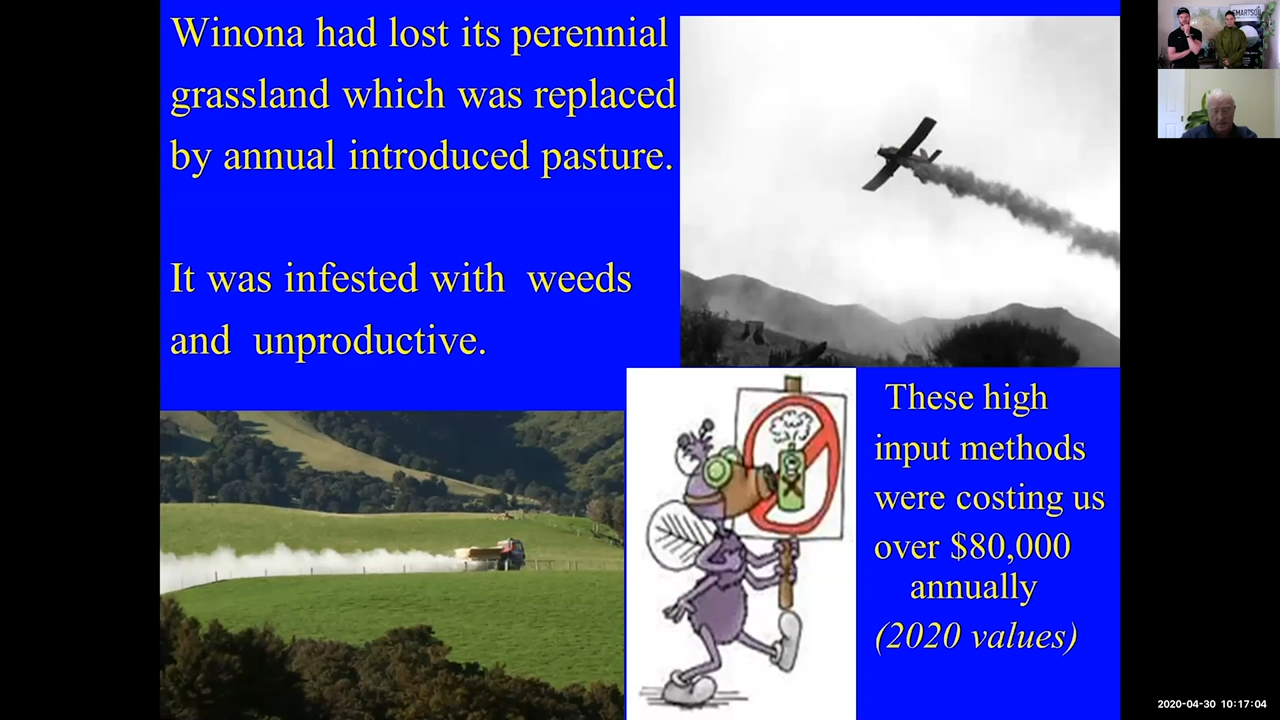 Winona had lost its perennial
grassland which was replaced
by annual introduced pasture.
It was infested with weeds
and unproductive.
These high
input methods
were costing us
over $80,000
annually
(2020 values)
SMARTSOIL
2020-04-30 10:17:04